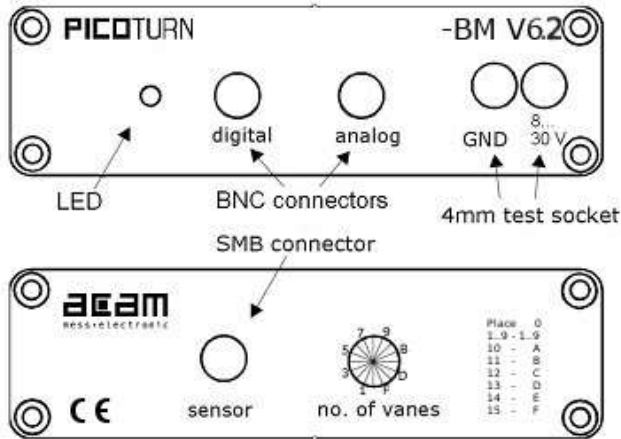 PICOTURN -BM V6.2
digital analog GND 8...
30 V
LED BNC connectors 4mm test socket
SMB connector
acam
mess-electronic
7 9
5 B
3 D
1 F
Place 0
1..9 - 1..9
10 - A
11 - B
12 - C
13 - D
14 - E
15 - F
CE sensor no. of vanes